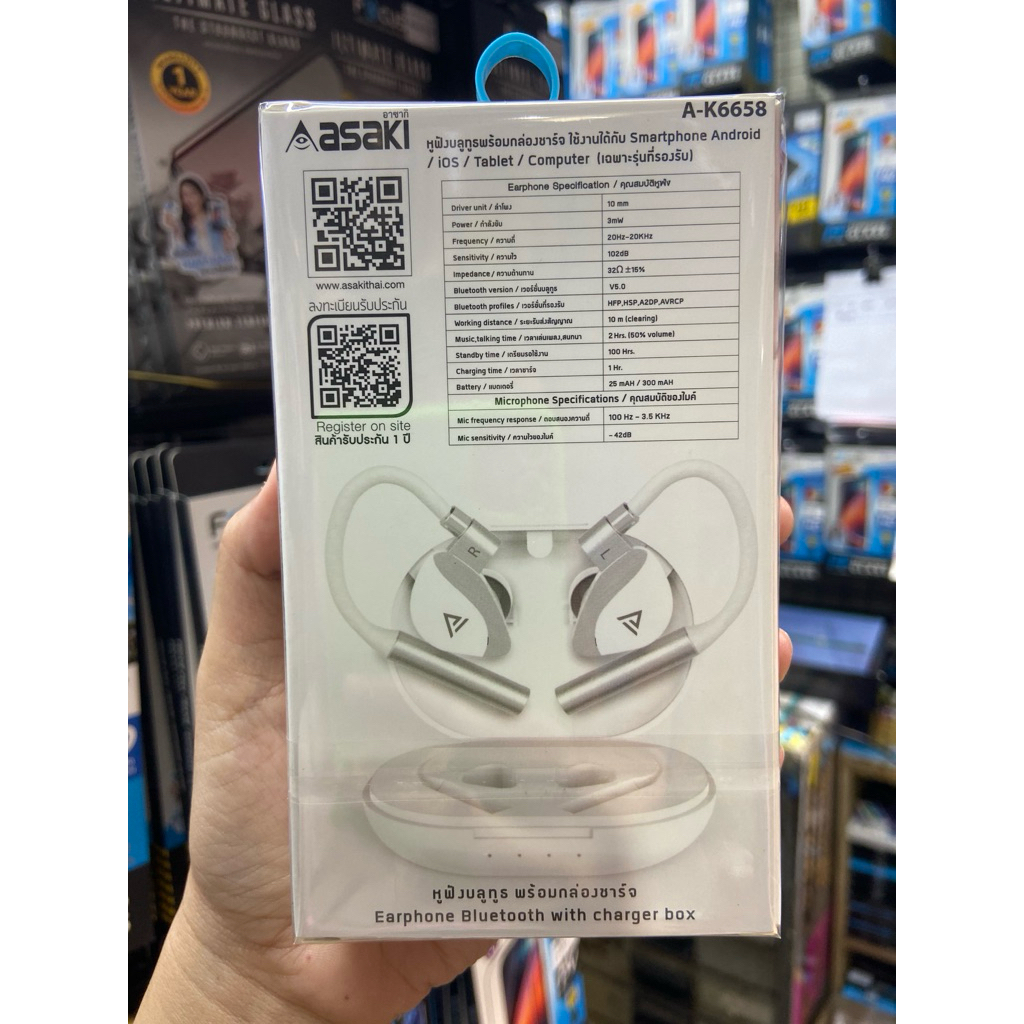 ULTIMATE GLASS
1
YEAR
อาซากิ
Aasaki
A-K6658
หูฟังบลูทูธพร้อมกล่องชาร์จ ใช้งานได้กับ Smartphone Android
/ iOS / Tablet / Computer (เฉพาะรุ่นที่รองรับ)
www.asakithai.com
ลงทะเบียนรับประกัน
Register on site
สินค้ารับประกัน 1 ปี
Earphone Specification / คุณสมบัติหูฟัง
Driver unit / ลำโพง 10 mm
Power / กำลังขับ 3mW
Frequency / ความถี่ 20Hz-20KHz
Sensitivity / ความไว 102dB
Impedance / ความต้านทาน 32Ω ±15%
Bluetooth version / เวอร์ชั่นบลูทูธ V5.0
Bluetooth profiles / เวอร์ชั่นที่รองรับ HFP,HSP,A2DP,AVRCP
Working distance / ระยะรับส่งสัญญาณ 10 m (clearing)
Music,talking time / เวลาเล่นเพลง,สนทนา 2 Hrs. (50% volume)
Standby time / เตรียมรอใช้งาน 100 Hrs.
Charging time / เวลาชาร์จ 1 Hr.
Battery / แบตเตอรี่ 25 mAH / 300 mAH
Microphone Specifications / คุณสมบัติของไมค์
Mic frequency response / ตอบสนองความถี่ 100 Hz - 3.5 KHz
Mic sensitivity / ความไวของไมค์ - 42dB
R
L
หูฟังบลูทูธ พร้อมกล่องชาร์จ
Earphone Bluetooth with charger box